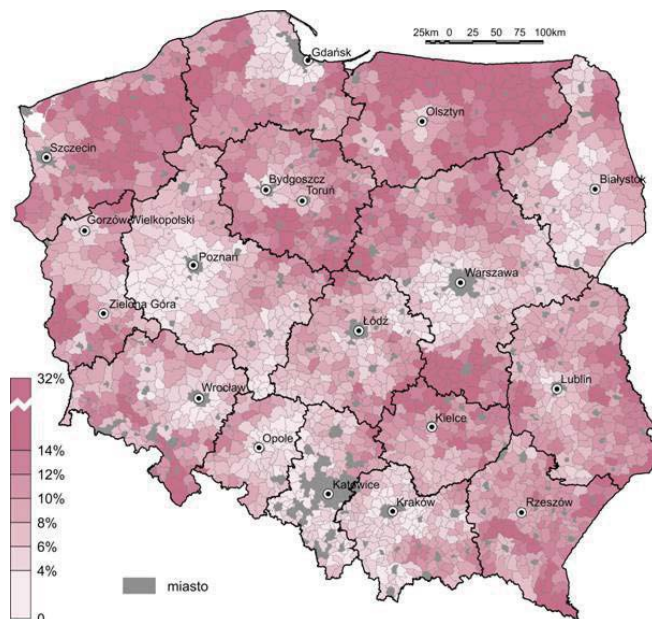 25km 0 25 50 75 100km
Gdańsk
Olsztyn
Szczecin
Bydgoszcz
Toruń
Białystok
Gorzów Wielkopolski
Poznań
Warszawa
Zielona Góra
Łódź
Wrocław
Lublin
Kielce
Opole
Katowice
Kraków
Rzeszów
32%
14%
12%
10%
8%
6%
4%
0
miasto